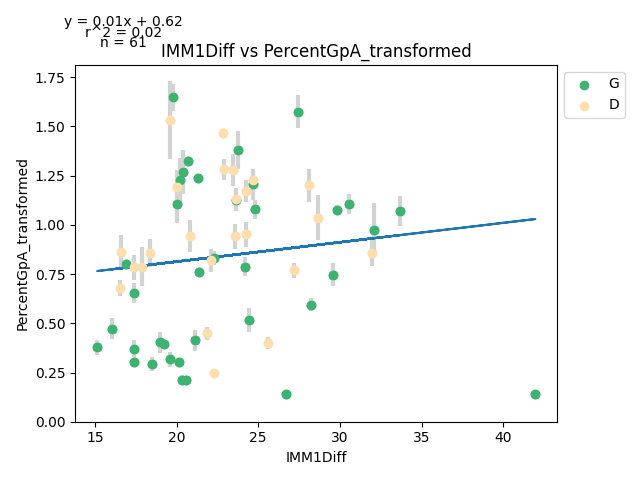 y = 0.01x + 0.62
r^2 = 0.02
n = 61
IMM1Diff vs PercentGpA_transformed
G
D
PercentGpA_transformed
1.75
1.50
1.25
1.00
0.75
0.50
0.25
0.00
15 20 25 30 35 40
IMM1Diff